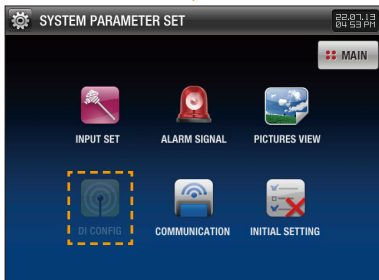 SYSTEM PARAMETER SET
22.07.13
04:53 PM
MAIN
INPUT SET
ALARM SIGNAL
PICTURES VIEW
DI CONFIG
COMMUNICATION
INITIAL SETTING